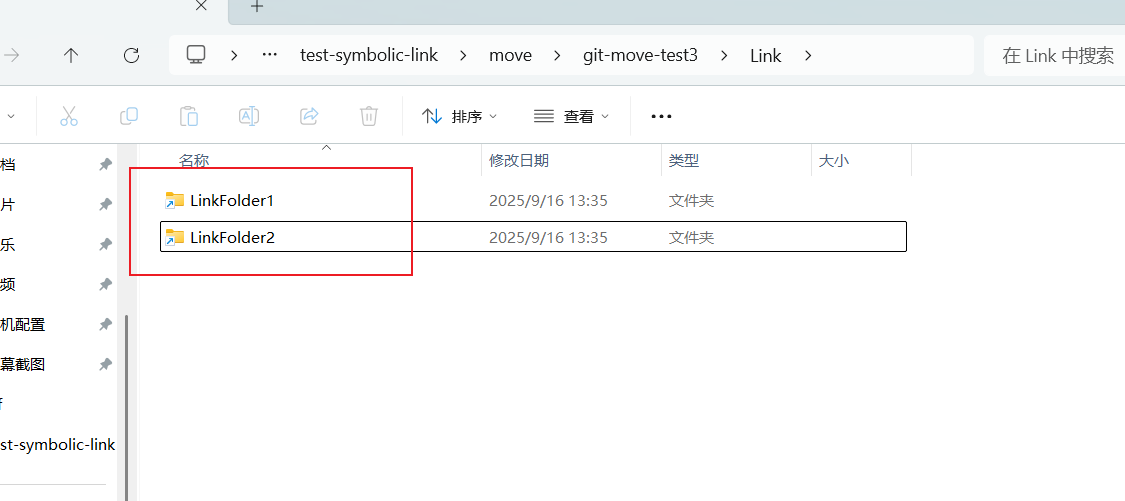 test-symbolic-link > move > git-move-test3 > Link >
在 Link 中搜索
排序
查看
名称
修改日期
类型
大小
LinkFolder1 2025/9/16 13:35 文件夹
LinkFolder2 2025/9/16 13:35 文件夹
档
片
乐
频
机配置
幕截图
st-symbolic-link